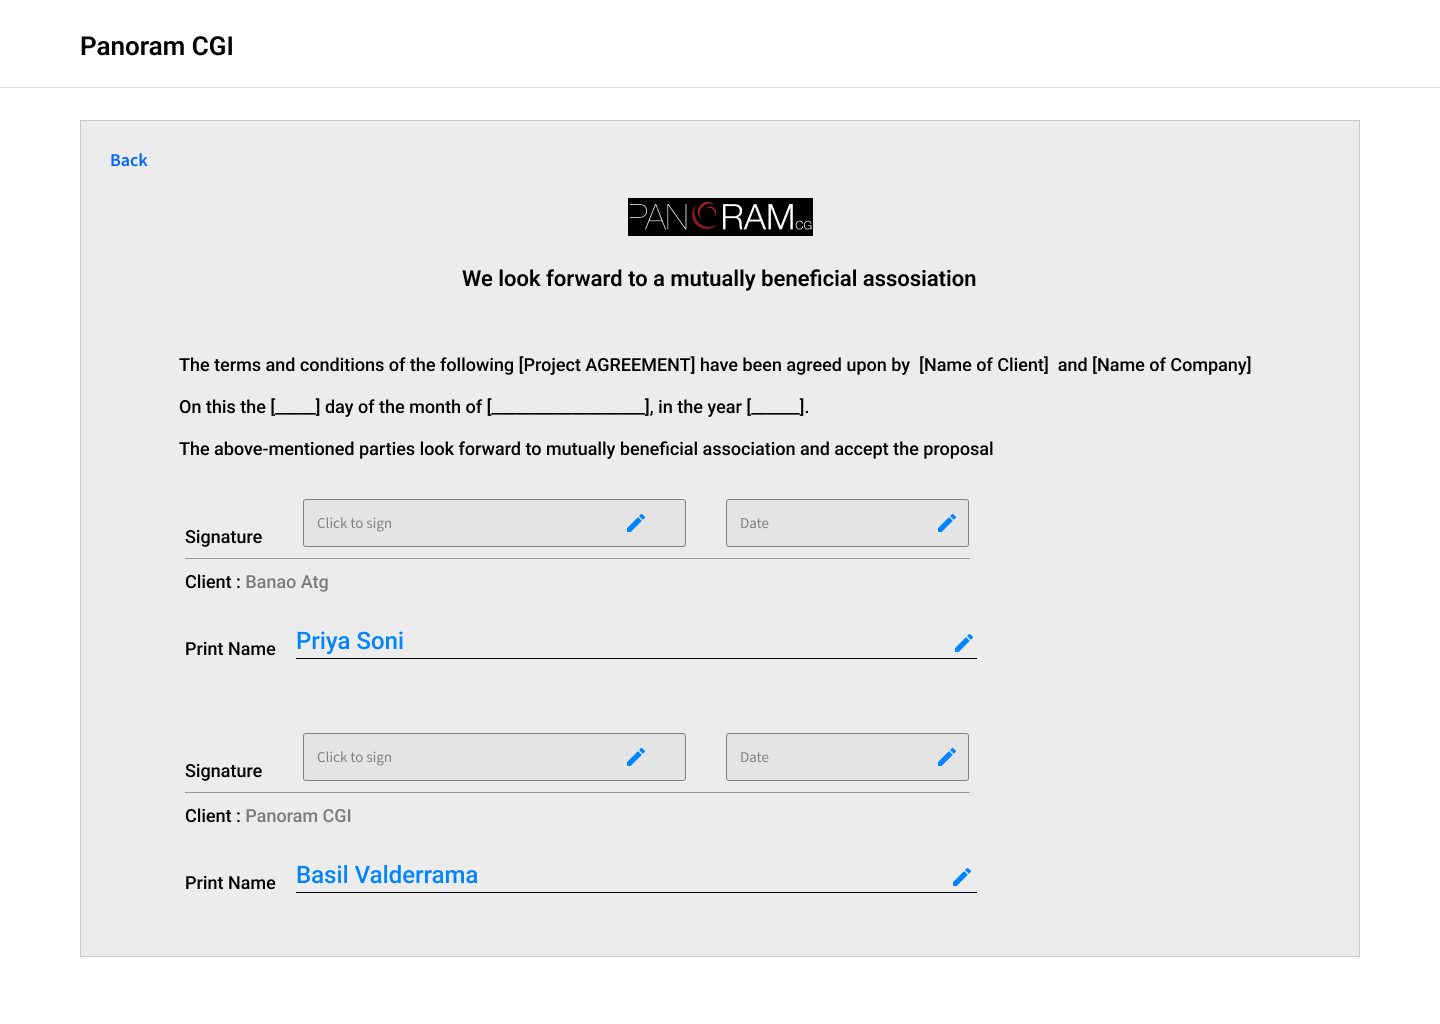 Panoram CGI
Back
PANORAM CG
We look forward to a mutually beneficial assosiation
The terms and conditions of the following [Project AGREEMENT] have been agreed upon by  [Name of Client]  and [Name of Company]
On this the [_____] day of the month of [___________________], in the year [______].
The above-mentioned parties look forward to mutually beneficial association and accept the proposal
Signature Click to sign Date
Client : Banao Atg
Print Name Priya Soni
Signature Click to sign Date
Client : Panoram CGI
Print Name Basil Valderrama